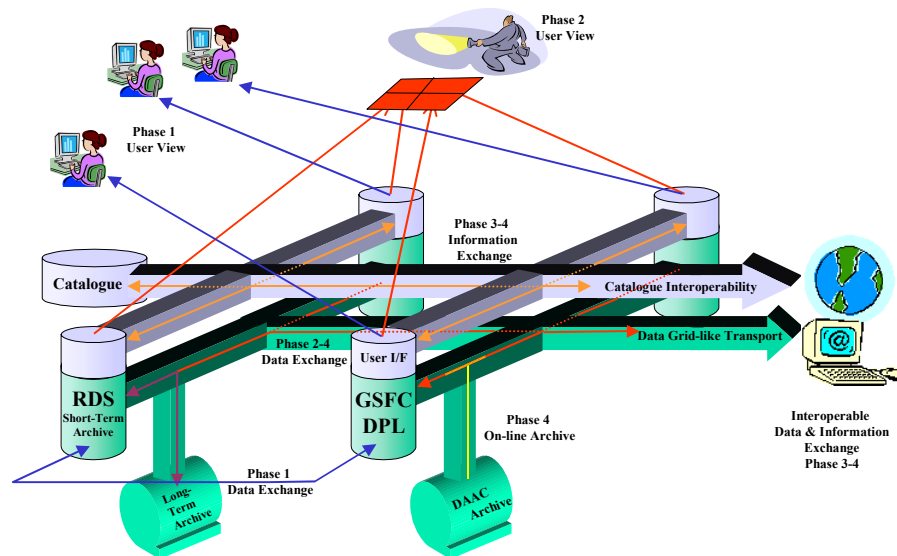 Phase 2
User View
Phase 1
User View
Phase 3-4
Information
Exchange
Catalogue
Catalogue Interoperability
Phase 2-4
Data Exchange
User I/F
Data Grid-like Transport
@
RDS
Short-Term
Archive
GSFC
DPL
Phase 4
On-line Archive
Interoperable
Data & Information
Exchange
Phase 3-4
Phase 1
Data Exchange
Long-
Term
Archive
DAAC
Archive